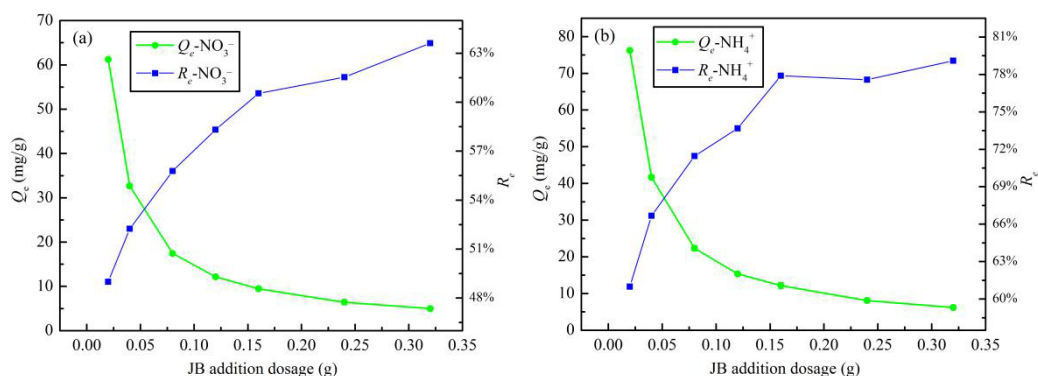 (a)
Qe-NO3−
Re-NO3−
70
60
50
40
30
20
10
0
Qe (mg/g)
63%
60%
57%
54%
51%
48%
Re
0.00 0.05 0.10 0.15 0.20 0.25 0.30 0.35
JB addition dosage (g)
(b)
Qe-NH4+
Re-NH4+
80
70
60
50
40
30
20
10
0
Qe (mg/g)
81%
78%
75%
72%
69%
66%
63%
60%
Re
0.00 0.05 0.10 0.15 0.20 0.25 0.30 0.35
JB addition dosage (g)